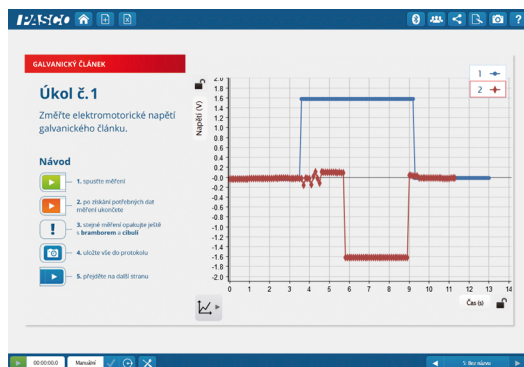 PASCO
?
GALVANICKÝ ČLÁNEK
Úkol č.1
Změřte elektromotorické napětí
galvanického článku.
Návod
1. spusťte měření
2. po získání potřebných dat
měření ukončete
!
3. stejné měření opakujte ještě
s bramborem a cibulí
4. uložte vše do protokolu
5. přejděte na další stranu
1
2
Napětí (V)
2.0
1.8
1.6
1.4
1.2
1.0
0.8
0.6
0.4
0.2
-0.0
-0.2
-0.4
-0.6
-0.8
-1.0
-1.2
-1.4
-1.6
-1.8
-2.0
0 1 2 3 4 5 6 7 8 9 10 11 12 13 14
Čas (s)
00:00:00.0
Manuální
5: Bez názvu